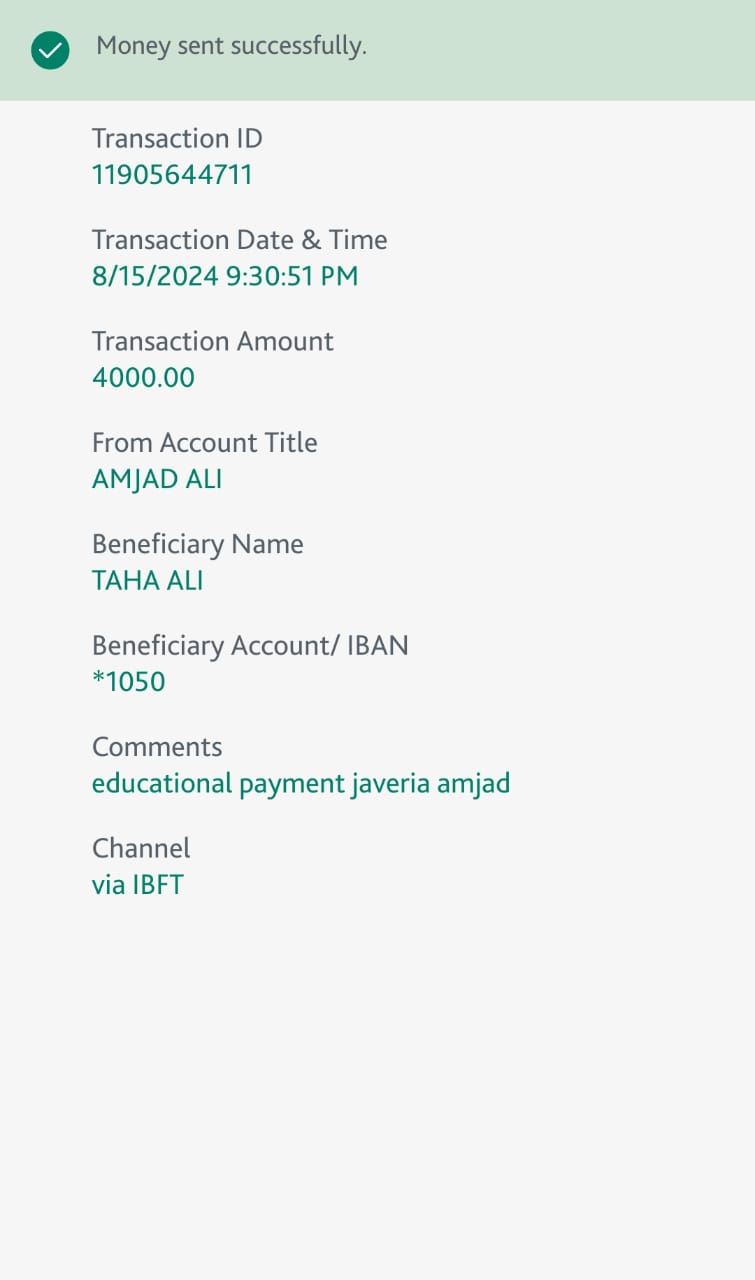 Money sent successfully.
Transaction ID
11905644711
Transaction Date & Time
8/15/2024 9:30:51 PM
Transaction Amount
4000.00
From Account Title
AMJAD ALI
Beneficiary Name
TAHA ALI
Beneficiary Account/ IBAN
*1050
Comments
educational payment javeria amjad
Channel
via IBFT